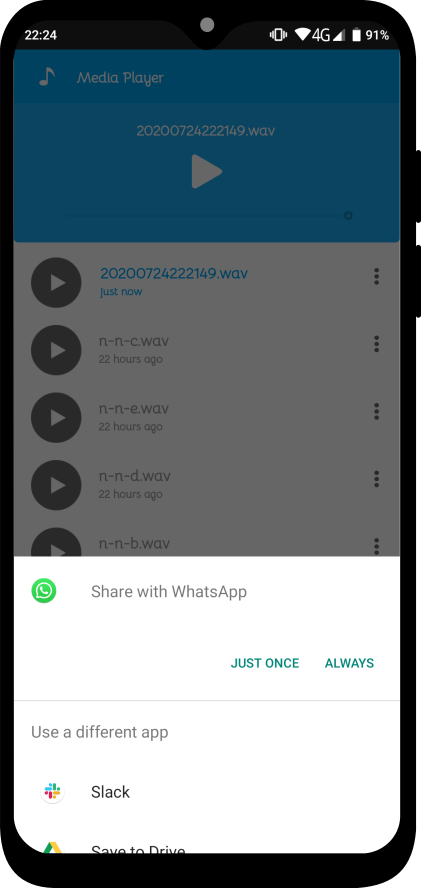 22:24
4G
91%
Media Player
20200724222149.wav
20200724222149.wav
Just now
n-n-c.wav
22 hours ago
n-n-e.wav
22 hours ago
n-n-d.wav
22 hours ago
n-n-b.wav
Share with WhatsApp
JUST ONCE
ALWAYS
Use a different app
Slack
Save to Drive